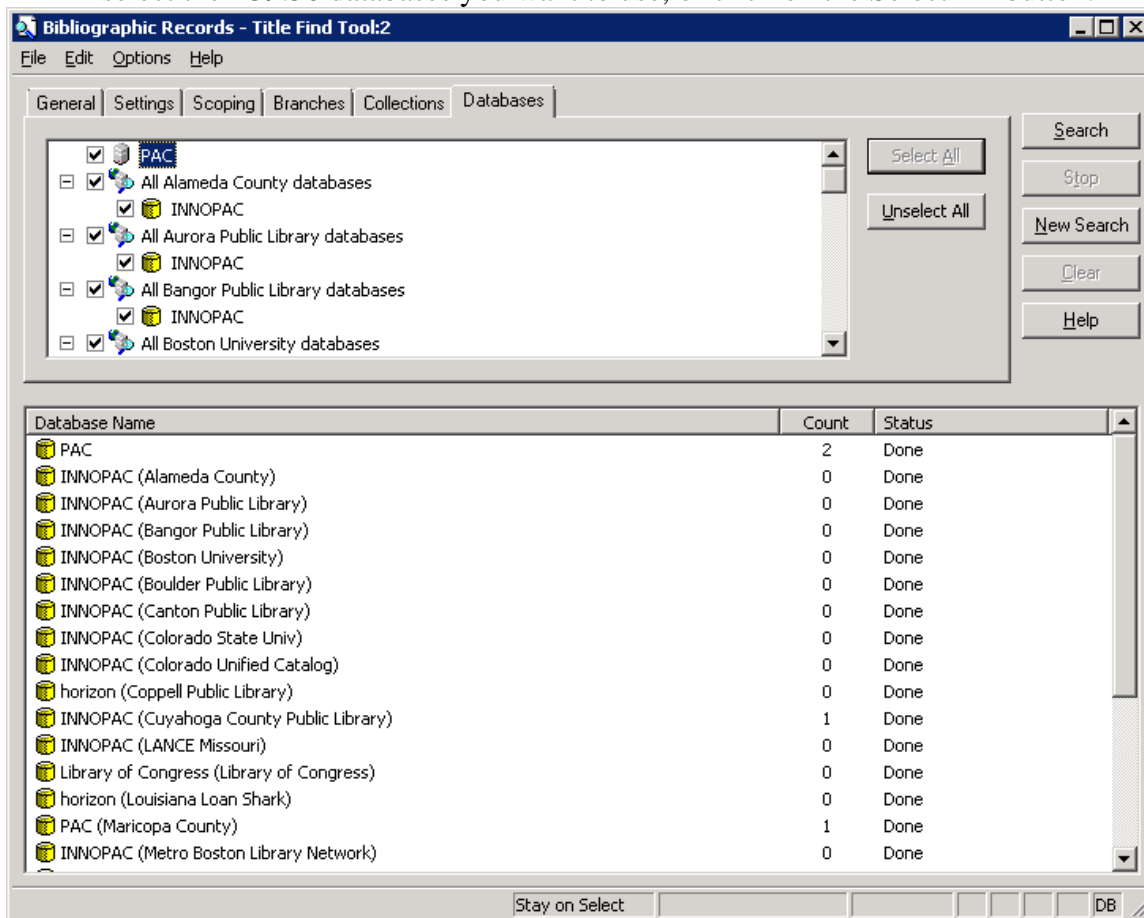 Bibliographic Records - Title Find Tool:2
File Edit Options Help
General Settings Scoping Branches Collections Databases
Search
PAC
Select All
All Alameda County databases
Stop
INNOPAC
Unselect All
All Aurora Public Library databases
New Search
INNOPAC
Clear
All Bangor Public Library databases
INNOPAC
Help
All Boston University databases
Database Name Count Status
PAC 2 Done
INNOPAC (Alameda County) 0 Done
INNOPAC (Aurora Public Library) 0 Done
INNOPAC (Bangor Public Library) 0 Done
INNOPAC (Boston University) 0 Done
INNOPAC (Boulder Public Library) 0 Done
INNOPAC (Canton Public Library) 0 Done
INNOPAC (Colorado State Univ) 0 Done
INNOPAC (Colorado Unified Catalog) 0 Done
horizon (Coppell Public Library) 0 Done
INNOPAC (Cuyahoga County Public Library) 1 Done
INNOPAC (LANCE Missouri) 0 Done
Library of Congress (Library of Congress) 0 Done
horizon (Louisiana Loan Shark) 0 Done
PAC (Maricopa County) 1 Done
INNOPAC (Metro Boston Library Network) 0 Done
Stay on Select DB